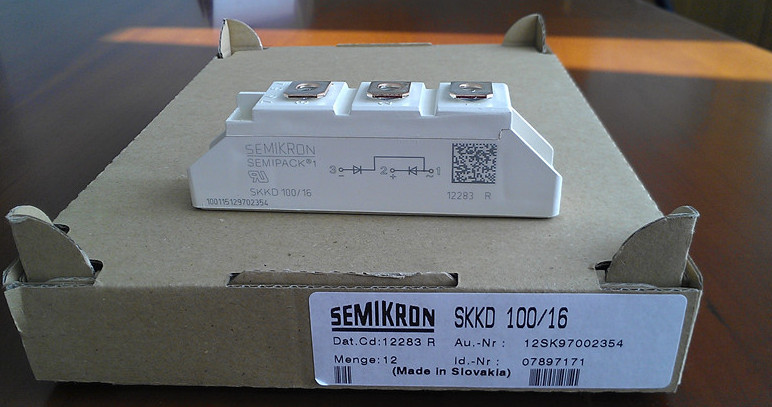 SEMIKRON
SEMIPACK®1
SKKD 100/16
100115129702354
3 2 1
- + ~
12283 R
SEMIKRON SKKD 100/16
Dat.Cd:12283 R Au.-Nr : 12SK97002354
Menge:12 id.-Nr : 07897171
(Made in Slovakia)